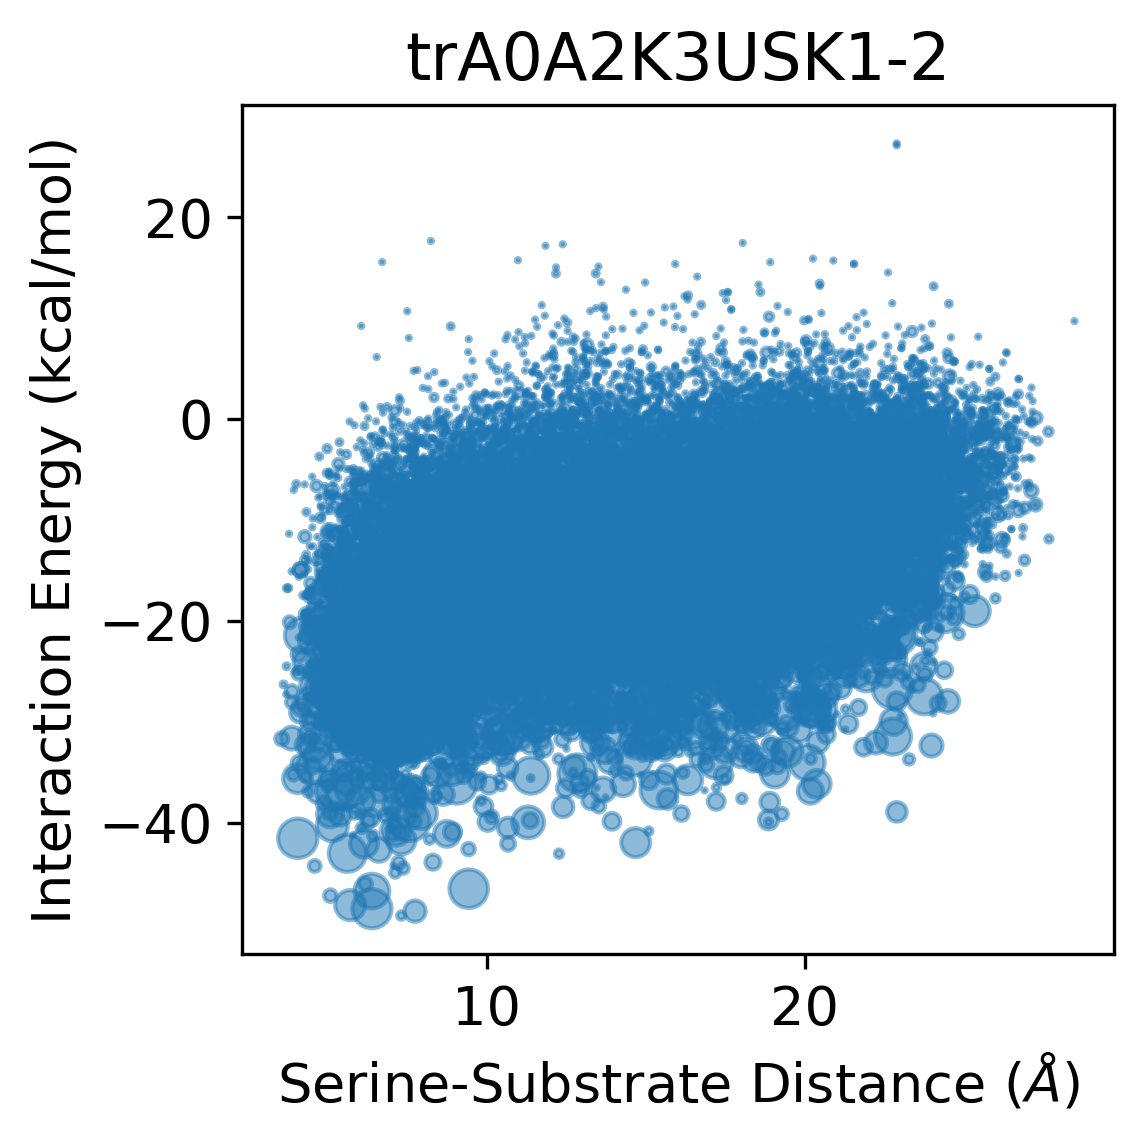 trA0A2K3USK1-2
Interaction Energy (kcal/mol)
20
0
−20
−40
10
20
Serine-Substrate Distance (Å)